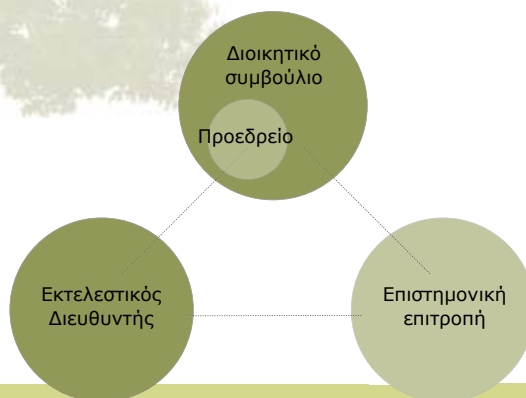 Διοικητικό
συμβούλιο
Προεδρείο
Εκτελεστικός
Διευθυντής
Επιστημονική
επιτροπή